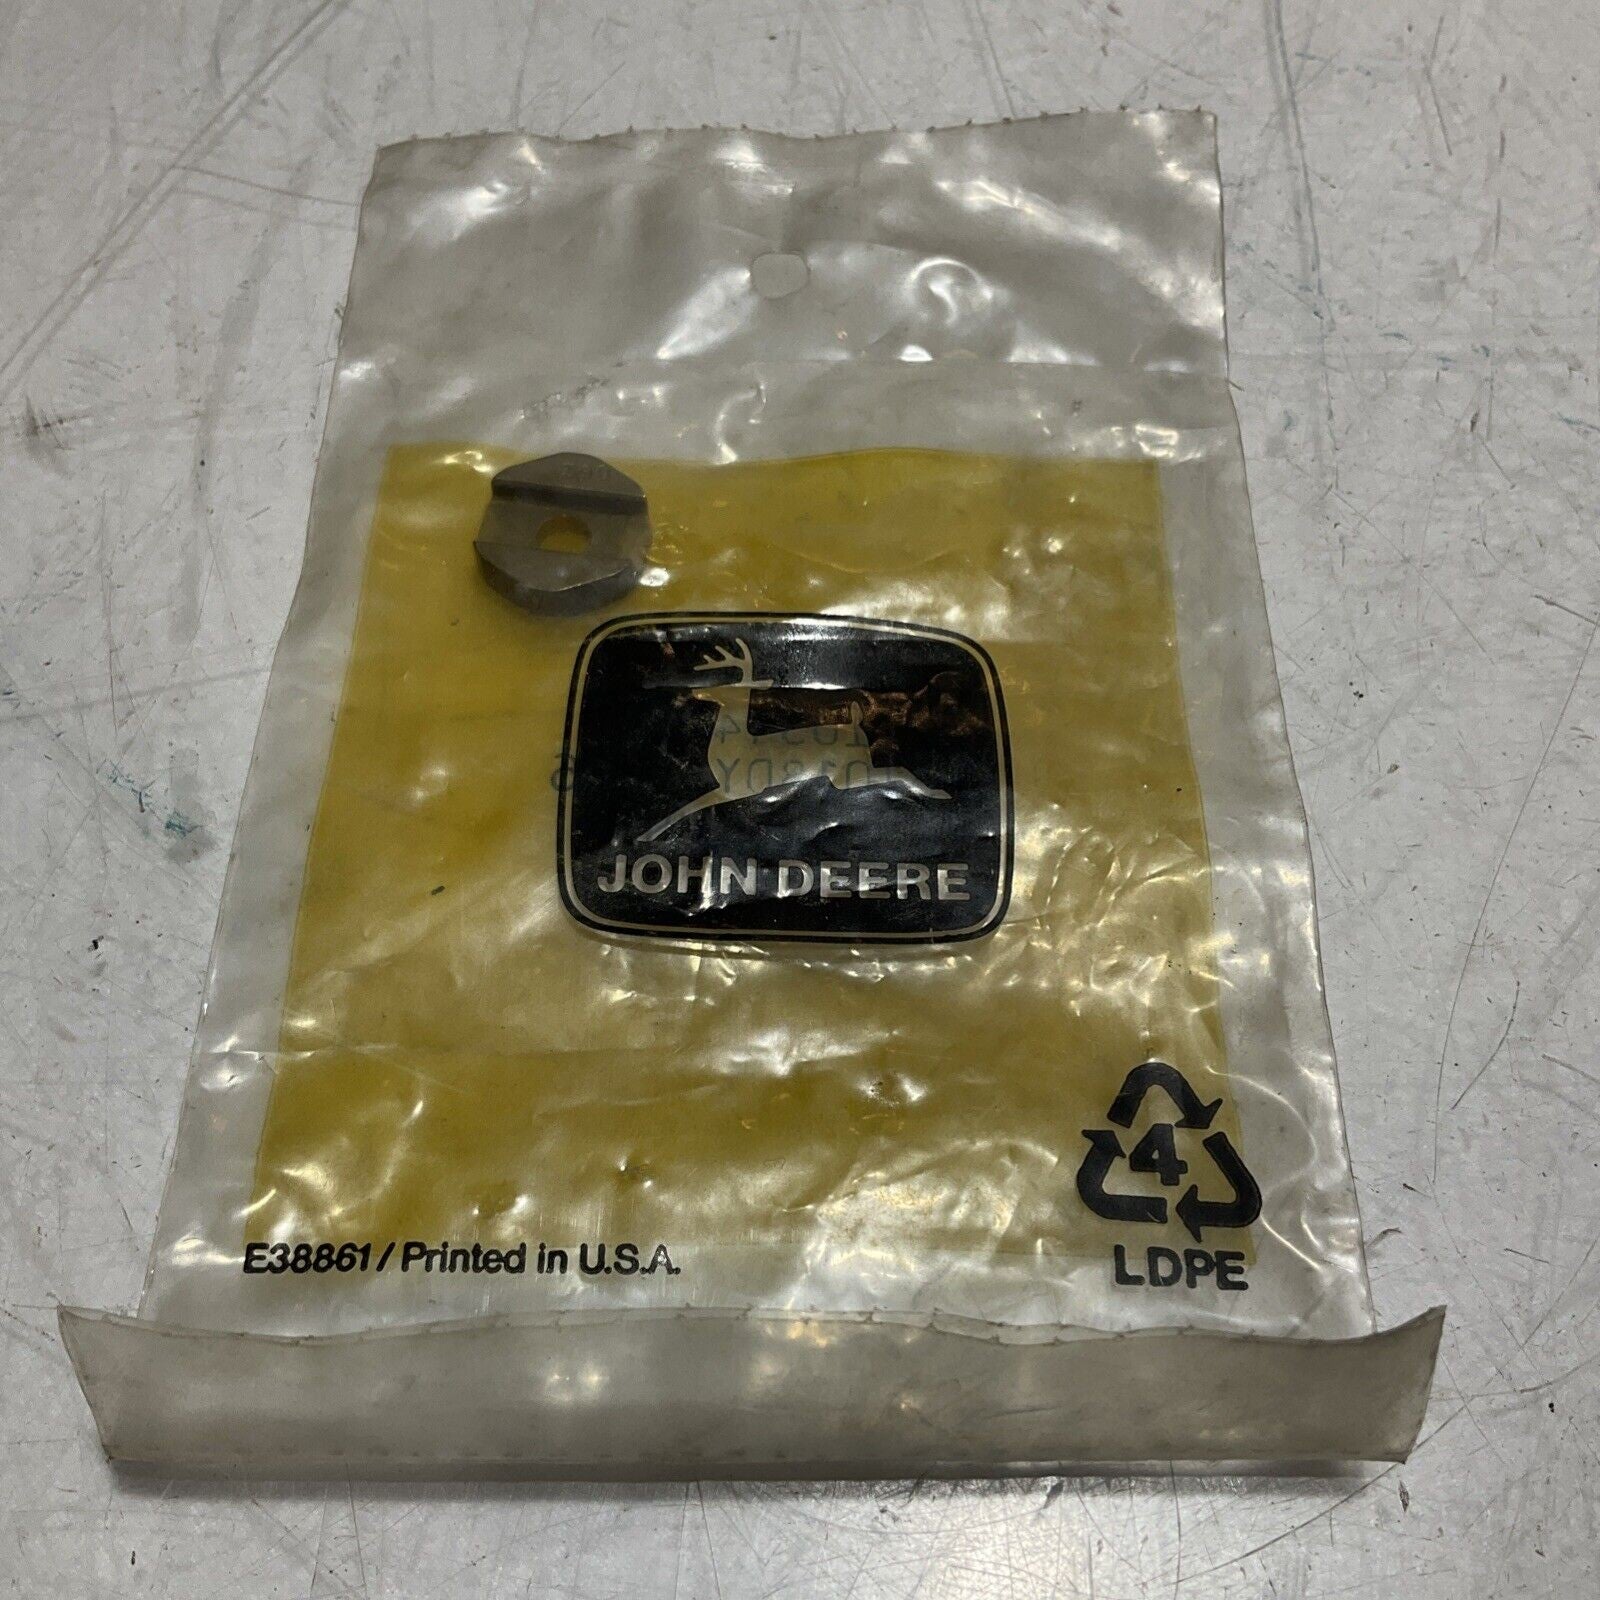 JOHN DEERE
4
E38861 / Printed in U.S.A.
LDPE